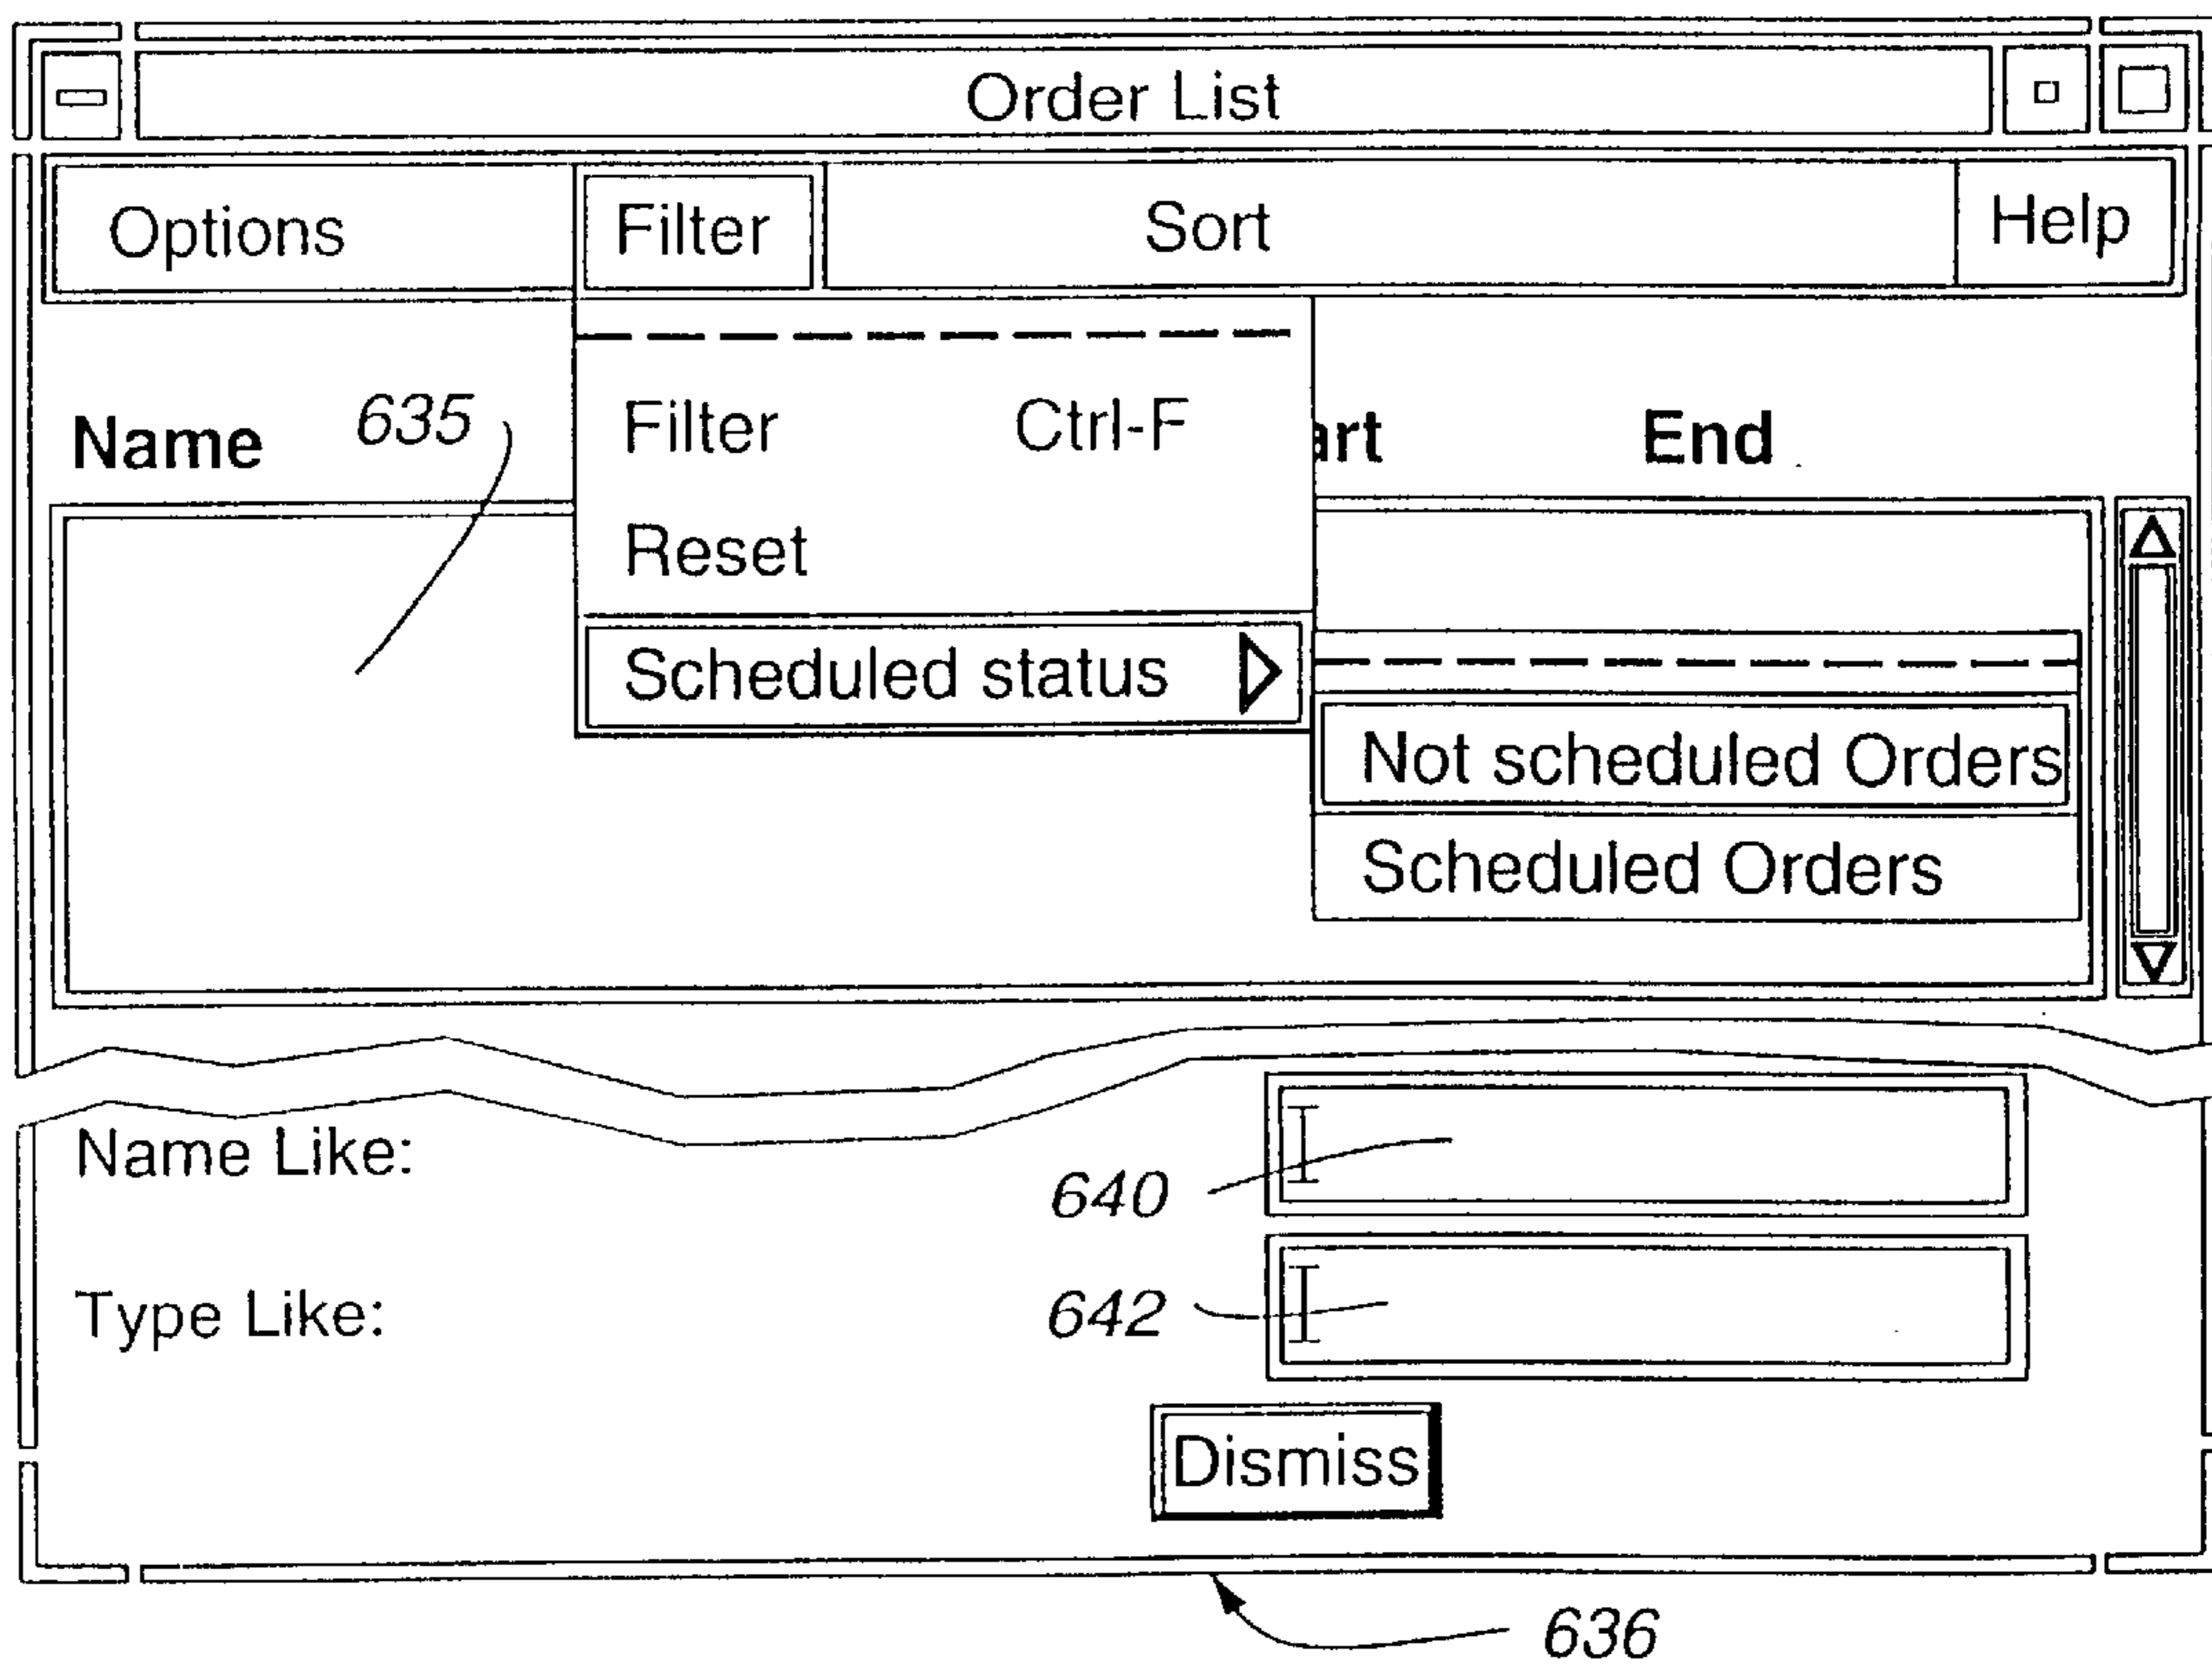 Order List
Options Filter Sort Help
Name 635 Filter Ctrl-F art End
Reset
Scheduled status
Not scheduled Orders
Scheduled Orders
Name Like:
640
Type Like: 642
Dismiss
636